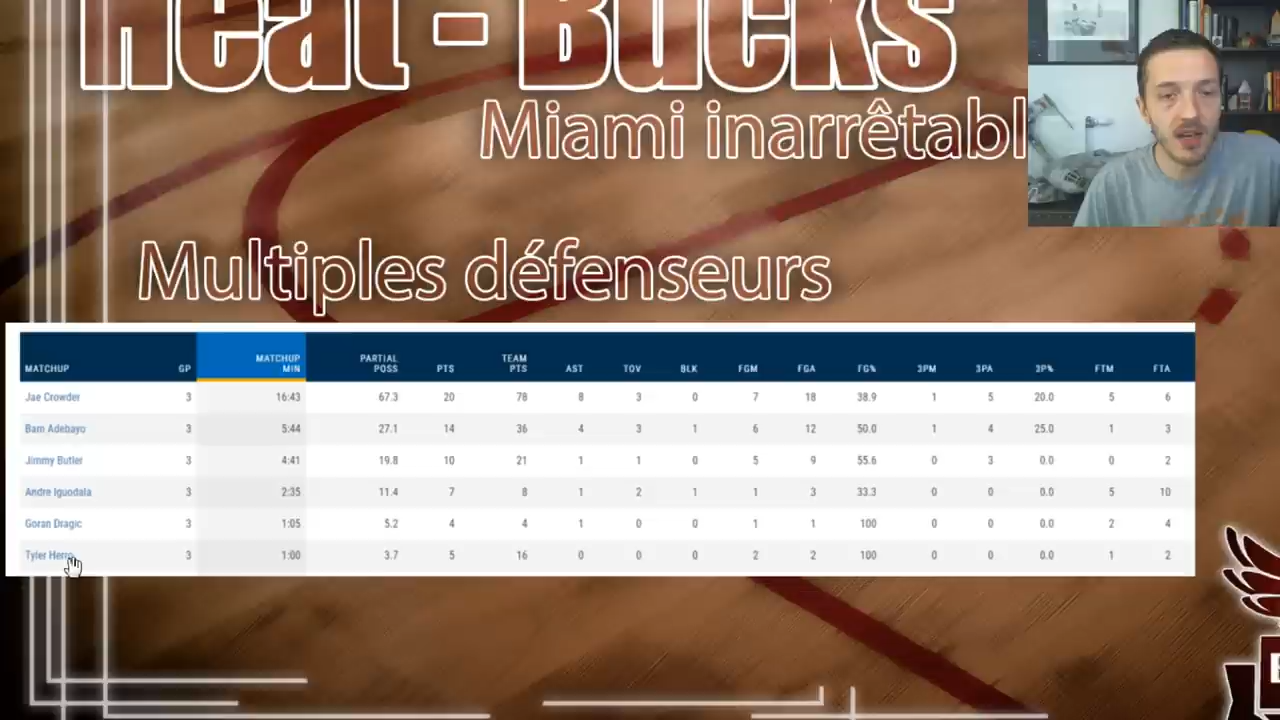 Heat - Bucks
Miami inarrêtabl
Multiples défenseurs
MATCHUP GP MATCHUP MIN PARTIAL POSS PTS TEAM PTS AST TOV BLK FGM FGA FG% 3PM 3PA 3P% FTM FTA
Jae Crowder 3 16:43 67.3 20 78 8 3 0 7 18 38.9 1 5 20.0 5 6
Bam Adebayo 3 5:44 27.1 14 36 4 3 1 6 12 50.0 1 4 25.0 1 3
Jimmy Butler 3 4:41 19.8 10 21 1 1 0 5 9 55.6 0 3 0.0 0 2
Andre Iguodala 3 2:35 11.4 7 8 1 2 1 1 3 33.3 0 0 0.0 5 10
Goran Dragic 3 1:05 5.2 4 4 1 0 0 1 1 100 0 0 0.0 2 4
Tyler Herro 3 1:00 3.7 5 16 0 0 0 2 2 100 0 0 0.0 1 2